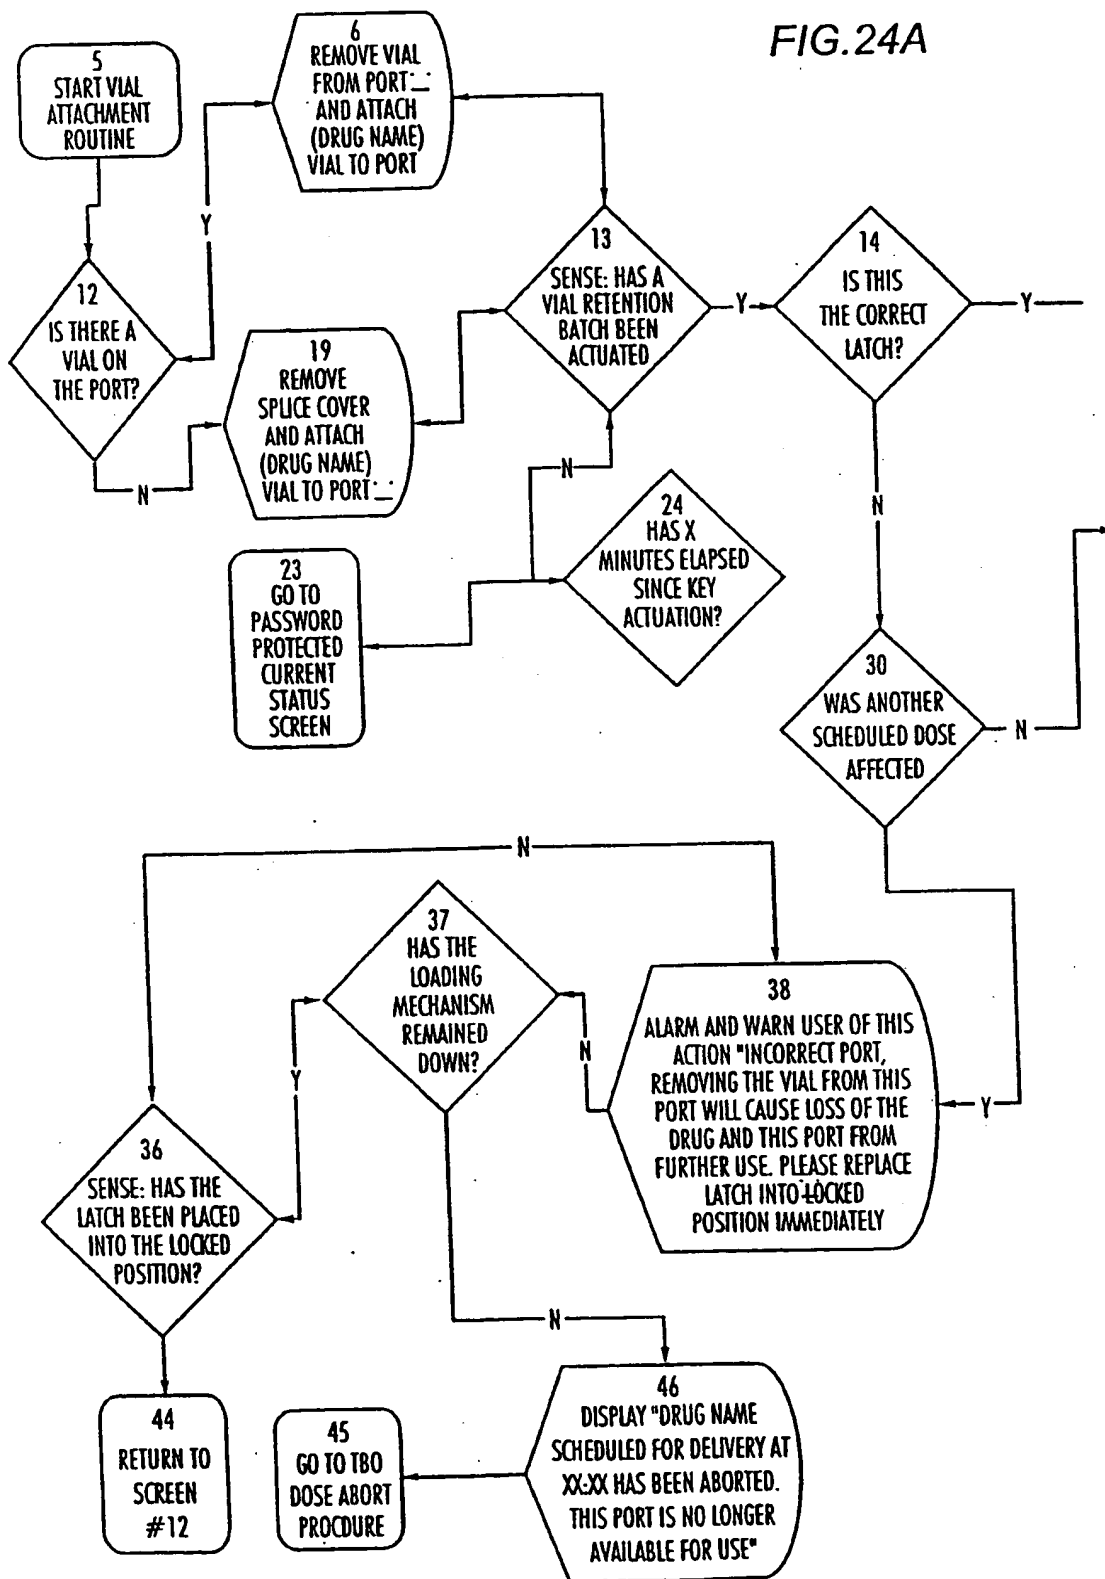 FIG.24A
5
START VIAL
ATTACHMENT
ROUTINE
6
REMOVE VIAL
FROM PORT:_:
AND ATTACH
(DRUG NAME)
VIAL TO PORT
Y
12
IS THERE A
VIAL ON
THE PORT?
N
19
REMOVE
SPLICE COVER
AND ATTACH
(DRUG NAME)
VIAL TO PORT:_:
13
SENSE: HAS A
VIAL RETENTION
BATCH BEEN
ACTUATED
Y
14
IS THIS
THE CORRECT
LATCH?
Y
N
N
24
HAS X
MINUTES ELAPSED
SINCE KEY
ACTUATION?
23
GO TO
PASSWORD
PROTECTED
CURRENT
STATUS
SCREEN
30
WAS ANOTHER
SCHEDULED DOSE
AFFECTED
N
N
37
HAS THE
LOADING
MECHANISM
REMAINED
DOWN?
N
38
ALARM AND WARN USER OF THIS
ACTION "INCORRECT PORT,
REMOVING THE VIAL FROM THIS
PORT WILL CAUSE LOSS OF THE
DRUG AND THIS PORT FROM
FURTHER USE. PLEASE REPLACE
LATCH INTO LOCKED
POSITION IMMEDIATELY
Y
Y
36
SENSE: HAS THE
LATCH BEEN PLACED
INTO THE LOCKED
POSITION?
N
44
RETURN TO
SCREEN
#12
45
GO TO TBO
DOSE ABORT
PROCDURE
46
DISPLAY "DRUG NAME
SCHEDULED FOR DELIVERY AT
XX:XX HAS BEEN ABORTED.
THIS PORT IS NO LONGER
AVAILABLE FOR USE"